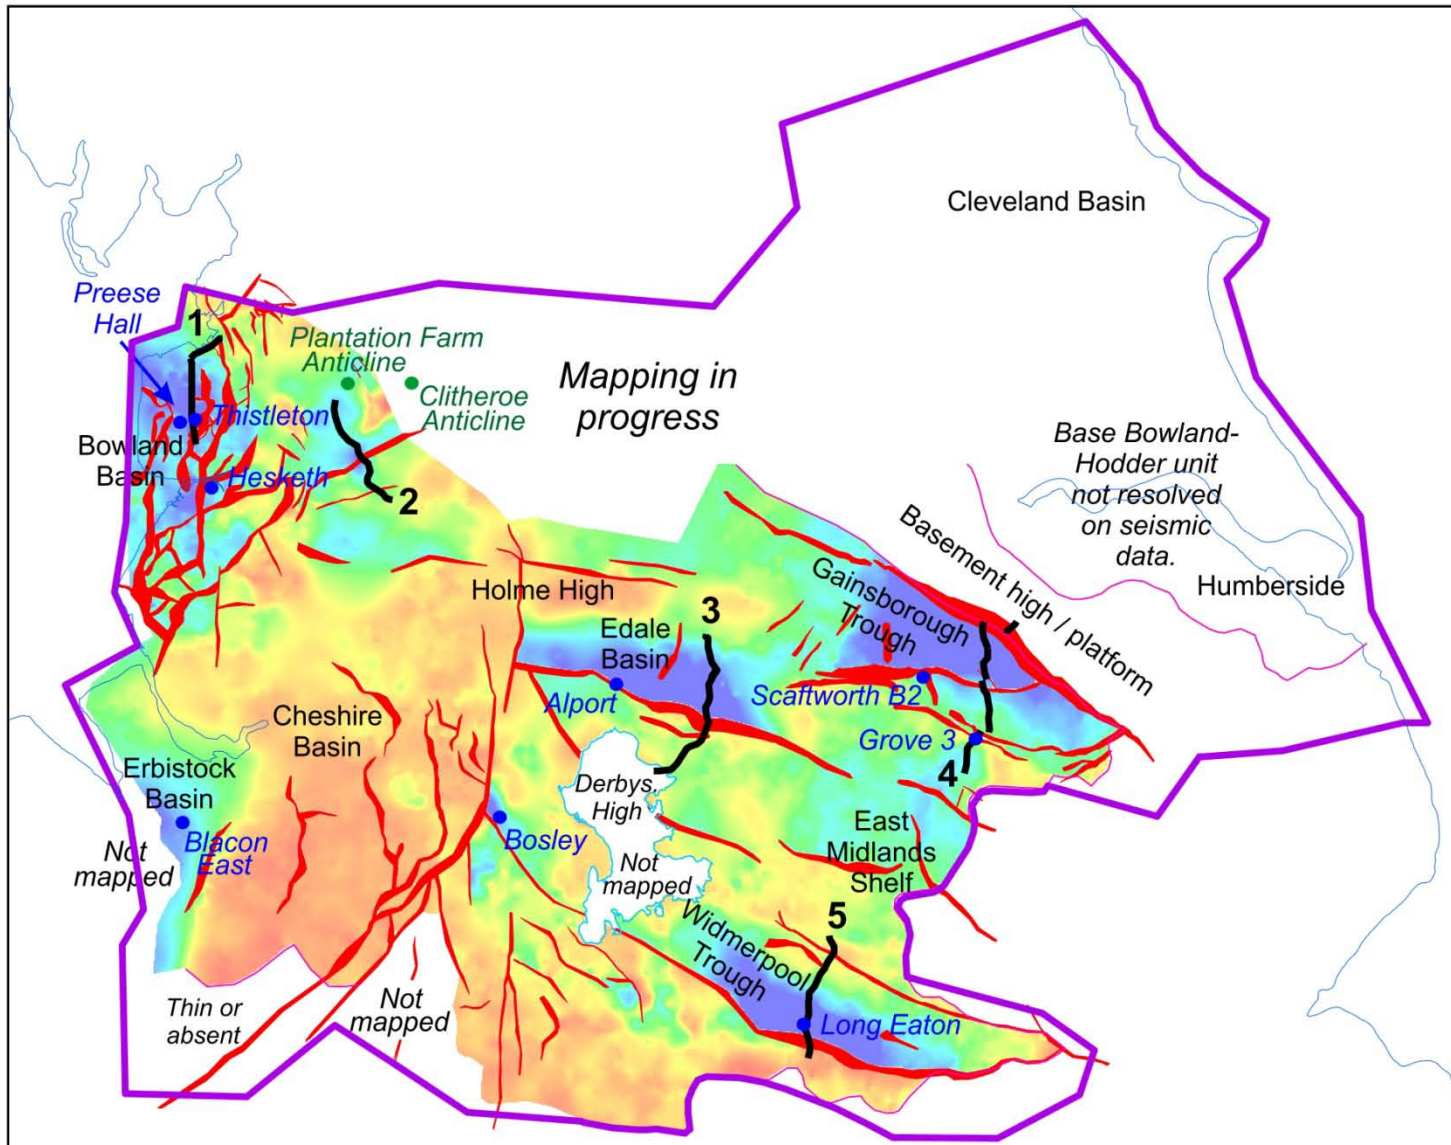 Cleveland Basin
Preese
Hall
1
Plantation Farm
Anticline
Clitheroe
Anticline
Mapping in
progress
Thistleton
Bowland
Basin
Hesketh
2
Base Bowland-
Hodder unit
not resolved
on seismic
data.
Humberside
Basement high / platform
Gainsborough
Trough
Holme High
3
Edale
Basin
Alport
Scaftworth B2
Grove 3
4
Cheshire
Basin
Erbistock
Basin
Blacon
East
Not
mapped
Derbys.
High
Bosley
Not
mapped
East
Midlands
Shelf
5
Widmerpool
Trough
Long Eaton
Thin or
absent
Not
mapped